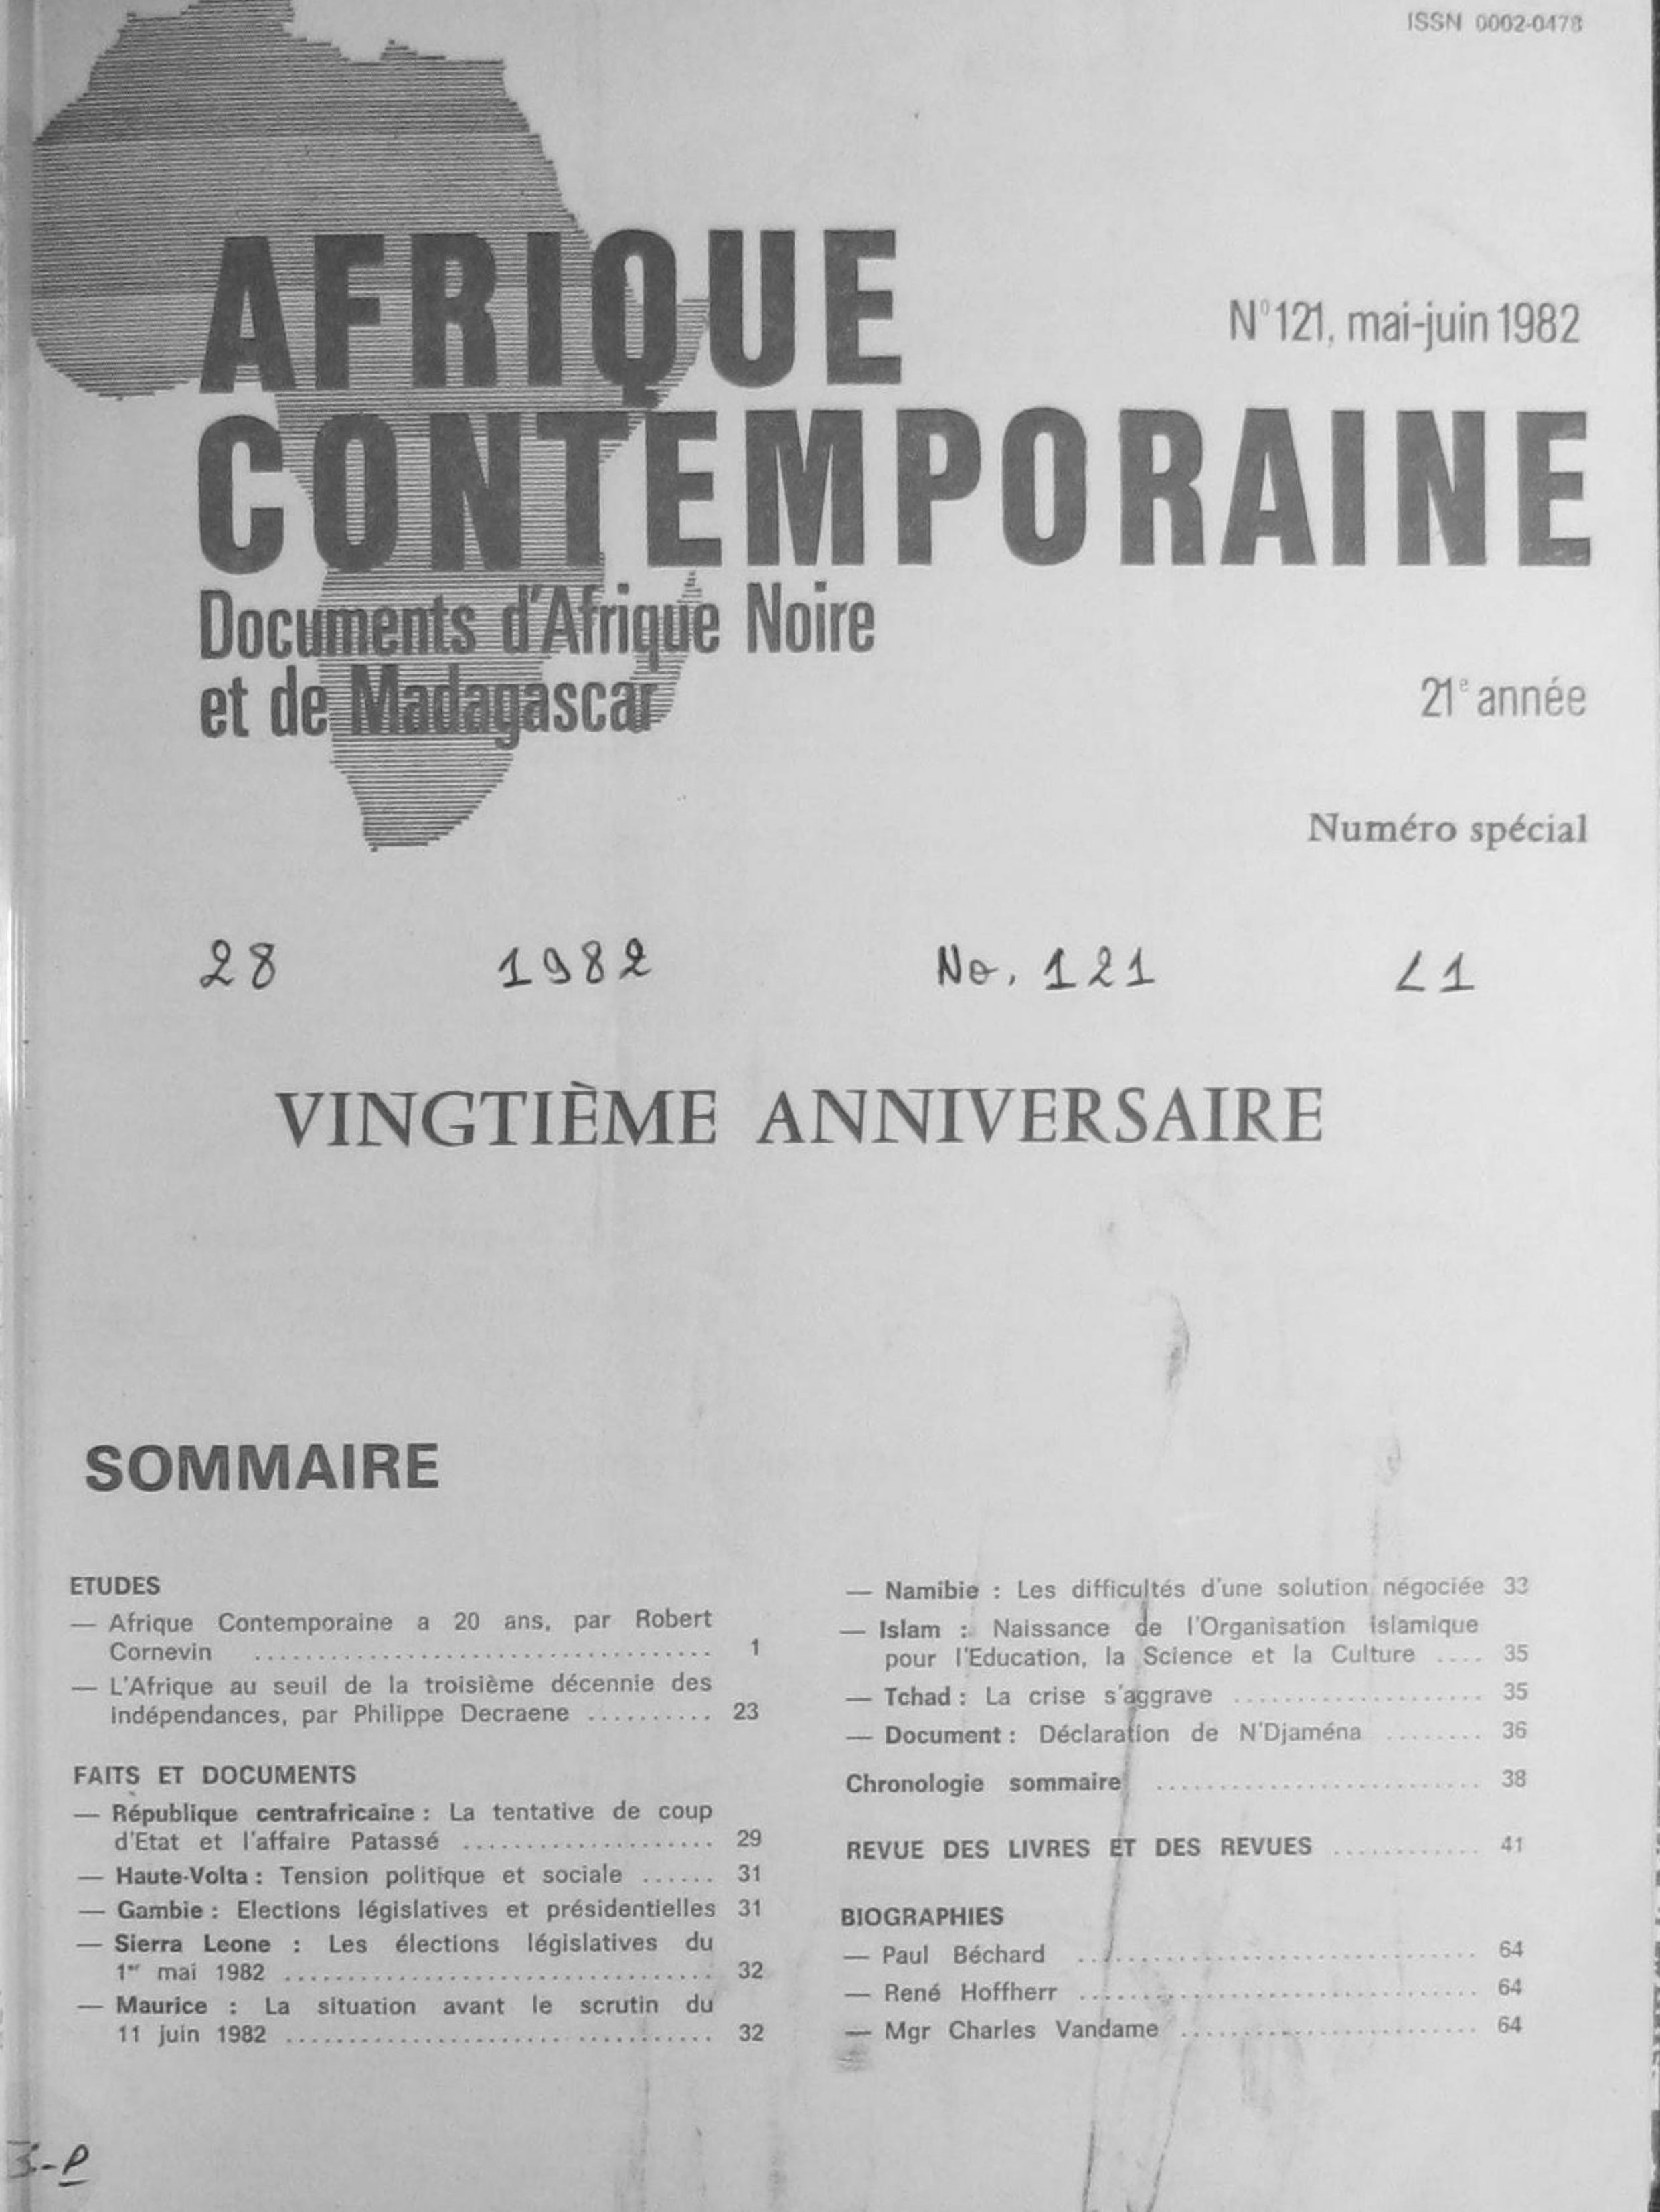 ISSN 0002-0478
AFRIQUE
N° 121, mai-juin 1982
CONTEMPORAINE
Documents d'Afrique Noire
et de Madagascar
21e année
Numéro spécial
28 1982 No. 121 L1
VINGTIÈME ANNIVERSAIRE
SOMMAIRE
ETUDES
— Afrique Contemporaine a 20 ans, par Robert
Cornevin .................................. 1
— L'Afrique au seuil de la troisième décennie des
indépendances, par Philippe Decraene .......... 23
FAITS ET DOCUMENTS
— République centrafricaine : La tentative de coup
d'Etat et l'affaire Patassé ................... 29
— Haute-Volta : Tension politique et sociale ...... 31
— Gambie : Elections législatives et présidentielles 31
— Sierra Leone : Les élections législatives du
1er mai 1982 ................................ 32
— Maurice : La situation avant le scrutin du
11 juin 1982 ................................ 32
— Namibie : Les difficultés d'une solution négociée 33
— Islam : Naissance de l'Organisation islamique
pour l'Education, la Science et la Culture .... 35
— Tchad : La crise s'aggrave ................... 35
— Document : Déclaration de N'Djaména ........ 36
Chronologie sommaire ......................... 38
REVUE DES LIVRES ET DES REVUES ............ 41
BIOGRAPHIES
— Paul Béchard .............................. 64
— René Hoffherr .............................. 64
— Mgr Charles Vandame ...................... 64